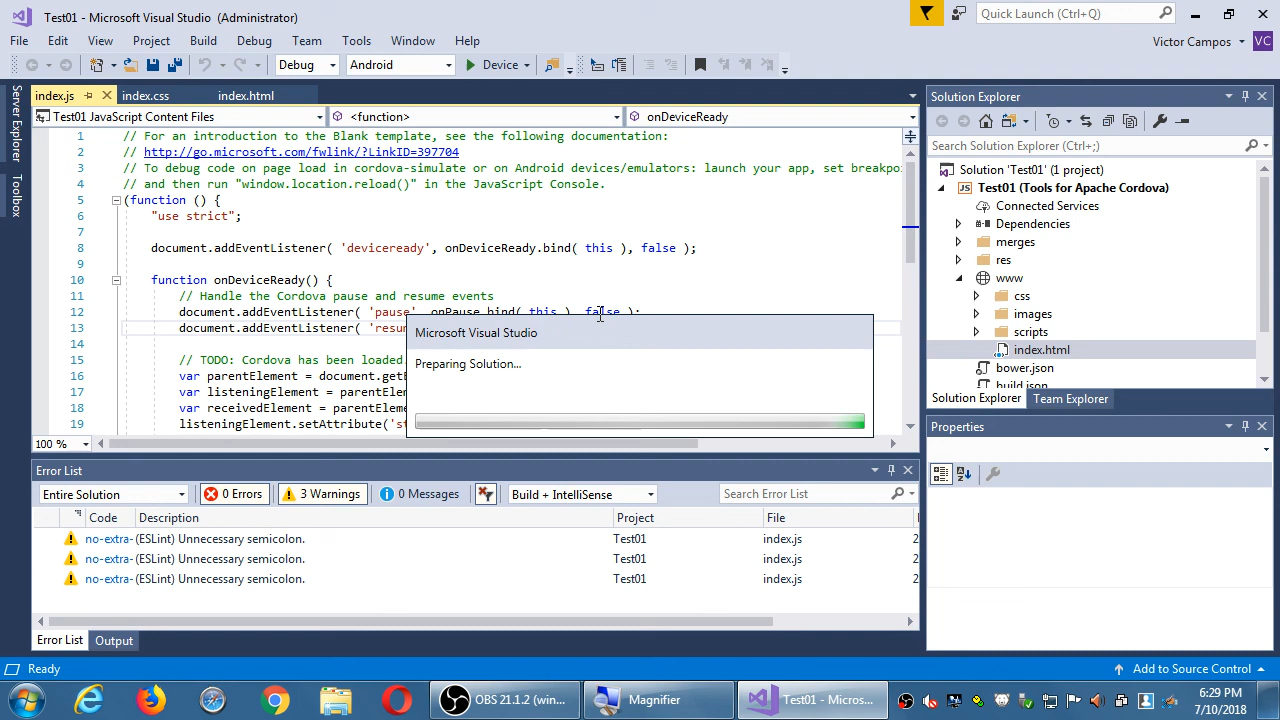 Test01 - Microsoft Visual Studio (Administrator)
Quick Launch (Ctrl+Q)
File Edit View Project Build Debug Team Tools Window Help
Victor Campos VC
Debug Android Device
Server Explorer
Toolbox
index.js index.css index.html
Test01 JavaScript Content Files <function> onDeviceReady
1 // For an introduction to the Blank template, see the following documentation:
2 // http://go.microsoft.com/fwlink/?LinkID=397704
3 // To debug code on page load in cordova-simulate or on Android devices/emulators: launch your app, set breakpo
4 // and then run "window.location.reload()" in the JavaScript Console.
5 (function () {
6 "use strict";
7
8 document.addEventListener( 'deviceready', onDeviceReady.bind( this ), false );
9
10 function onDeviceReady() {
11 // Handle the Cordova pause and resume events
12 document.addEventListener( 'pause', onPause.bind( this ), false );
13 document.addEventListener( 'resum
14
15 // TODO: Cordova has been loaded
16 var parentElement = document.getE
17 var listeningElement = parentEleme
18 var receivedElement = parentEleme
19 listeningElement.setAttribute('st
100 %
Microsoft Visual Studio
Preparing Solution...
Solution Explorer
Search Solution Explorer (Ctrl+;)
Solution 'Test01' (1 project)
JS Test01 (Tools for Apache Cordova)
Connected Services
Dependencies
merges
res
www
css
images
scripts
index.html
bower.json
build.json
Solution Explorer Team Explorer
Properties
Error List
Entire Solution 0 Errors 3 Warnings 0 Messages Build + IntelliSense Search Error List
Code Description Project File
no-extra- (ESLint) Unnecessary semicolon. Test01 index.js 2
no-extra- (ESLint) Unnecessary semicolon. Test01 index.js 2
no-extra- (ESLint) Unnecessary semicolon. Test01 index.js 2
Error List Output
Ready
Add to Source Control
OBS 21.1.2 (win... Magnifier Test01 - Micros...
6:29 PM
7/10/2018